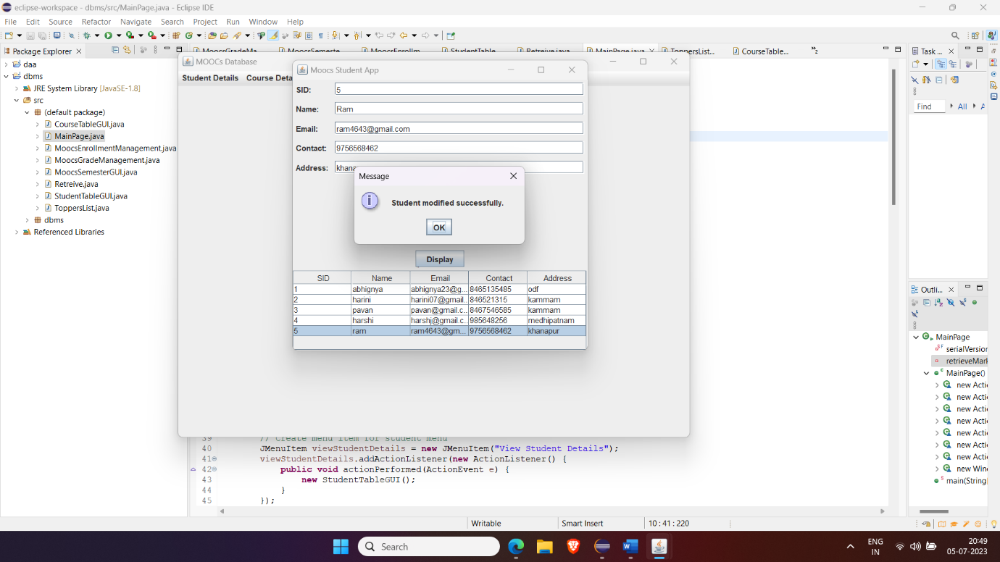 eclipse-workspace - dbms/src/MainPage.java - Eclipse IDE
File Edit Source Refactor Navigate Search Project Run Window Help
Package Explorer
MoocsGradeMa... MoocsSemeste... MoocsEnrollm... StudentTable... Retreive.java MainPage.java ToppersList... CourseTable... 2
Task ...
daa
dbms
JRE System Library [JavaSE-1.8]
src
(default package)
CourseTableGUI.java
MainPage.java
MoocsEnrollmentManagement.java
MoocsGradeManagement.java
MoocsSemesterGUI.java
Retreive.java
StudentTableGUI.java
ToppersList.java
dbms
Referenced Libraries
MOOCs Database
Student Details Course Deta
Moocs Student App
SID: 5
Name: Ram
Email: ram4643@gmail.com
Contact: 9756568462
Address: khana
Message
Student modified successfully.
OK
Display
SID Name Email Contact Address
1 abhignya abhignya23@g... 8465135485 odf
2 harini harini07@gmail... 846521315 kammam
3 pavan pavan@gmail.c... 8467546585 kammam
4 harshi harshj@gmail.c... 985648256 medhipatnam
5 ram ram4643@gm... 9756568462 khanapur
39 // Create menu item for student menu
40 JMenuItem viewStudentDetails = new JMenuItem("View Student Details");
41 viewStudentDetails.addActionListener(new ActionListener() {
42 public void actionPerformed(ActionEvent e) {
43 new StudentTableGUI();
44 }
45 });
Find All A
Outli...
MainPage
serialVersion
retrieveMark
MainPage()
new Acti
new Acti
new Acti
new Acti
new Acti
new Acti
new Acti
new Win
main(String
Writable Smart Insert 10 : 41 : 220
Search
ENG
IN
20:49
05-07-2023